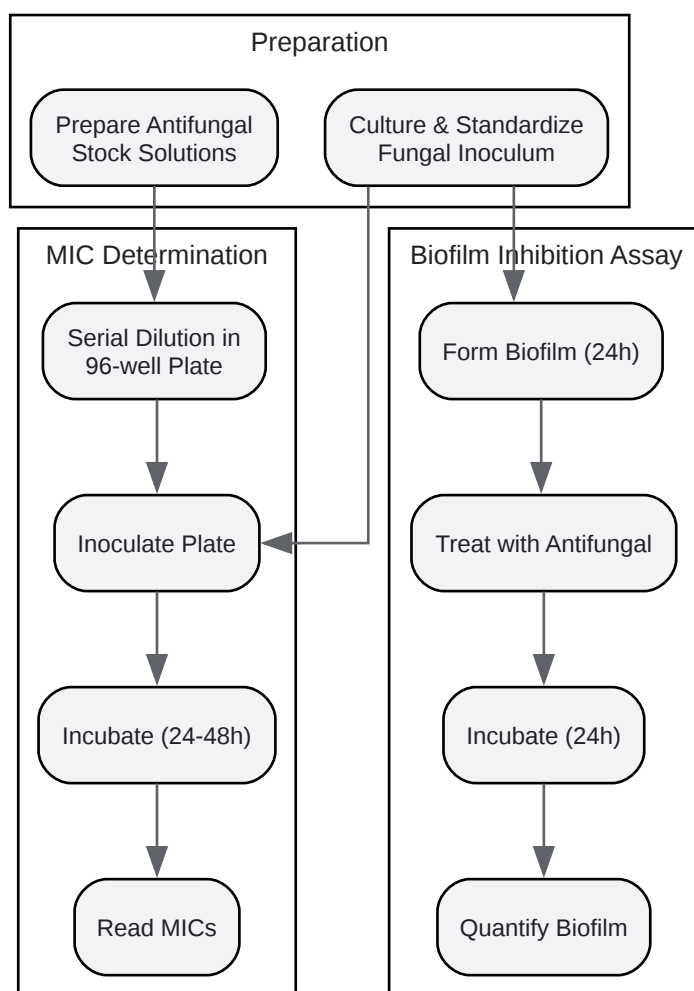 Preparation
Prepare Antifungal
Stock Solutions
Culture & Standardize
Fungal Inoculum
MIC Determination
Serial Dilution in
96-well Plate
Inoculate Plate
Incubate (24-48h)
Read MICs
Biofilm Inhibition Assay
Form Biofilm (24h)
Treat with Antifungal
Incubate (24h)
Quantify Biofilm